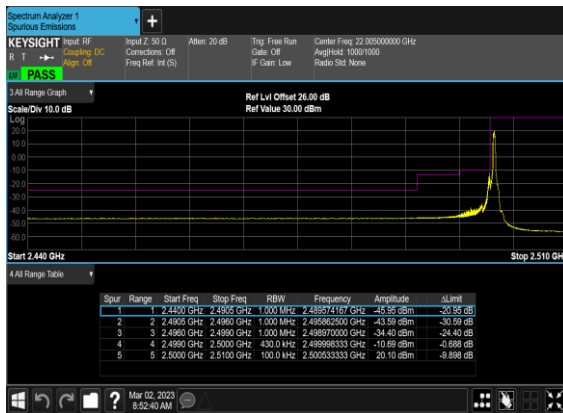 Spectrum Analyzer 1
Spurious Emissions
KEYSIGHT Input: RF Input Z: 50 Ω Atten: 20 dB Trig: Free Run Center Freq: 22.005000000 GHz
R T Coupling: DC Corrections: Off Gate: Off Avg|Hold: 1000/1000
Align: Off Freq Ref: Int (S) IF Gain: Low Radio Std: None
PASS
3 All Range Graph
Ref Lvl Offset 26.00 dB
Scale/Div 10.0 dB Ref Value 30.00 dBm
Log
20.0
10.0
0.00
-10.0
-20.0
-30.0
-40.0
-50.0
-60.0
Start 2.440 GHz Stop 2.510 GH
4 All Range Table
Spur Range Start Freq Stop Freq RBW Frequency Amplitude ΔLimit
1 1 2.4400 GHz 2.4905 GHz 1.000 MHz 2.489574167 GHz -45.95 dBm -20.95 dB
2 2 2.4905 GHz 2.4960 GHz 1.000 MHz 2.495862500 GHz -43.59 dBm -30.59 dB
3 3 2.4960 GHz 2.4990 GHz 1.000 MHz 2.498970000 GHz -34.40 dBm -24.40 dB
4 4 2.4990 GHz 2.5000 GHz 430.0 kHz 2.499998333 GHz -10.69 dBm -0.688 dB
5 5 2.5000 GHz 2.5100 GHz 100.0 kHz 2.500533333 GHz 20.10 dBm -9.898 dB
Mar 02, 2023
8:52:40 AM